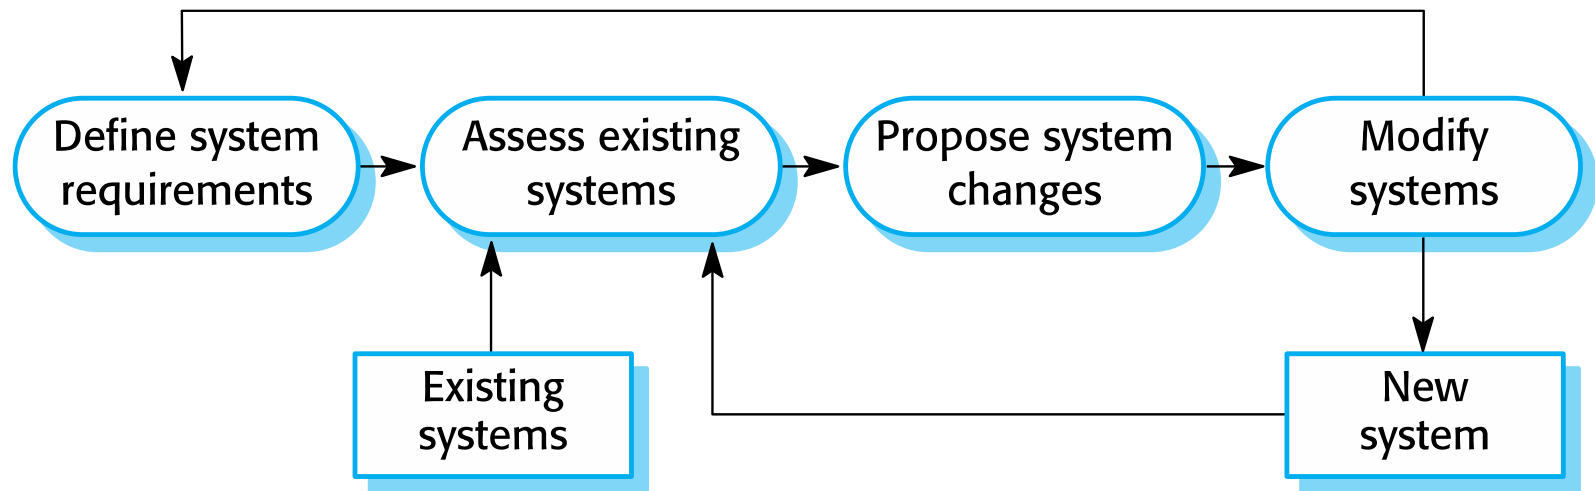 Define system
requirements
Assess existing
systems
Propose system
changes
Modify
systems
Existing
systems
New
system